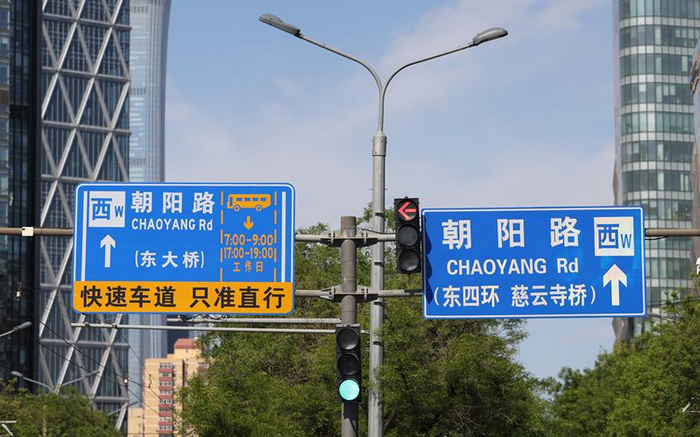 西W 朝阳路
CHAOYANG Rd
(东大桥)
7:00-9:00
17:00-19:00
工作日
快速车道 只准直行
朝阳路 西W
CHAOYANG Rd
(东四环 慈云寺桥)